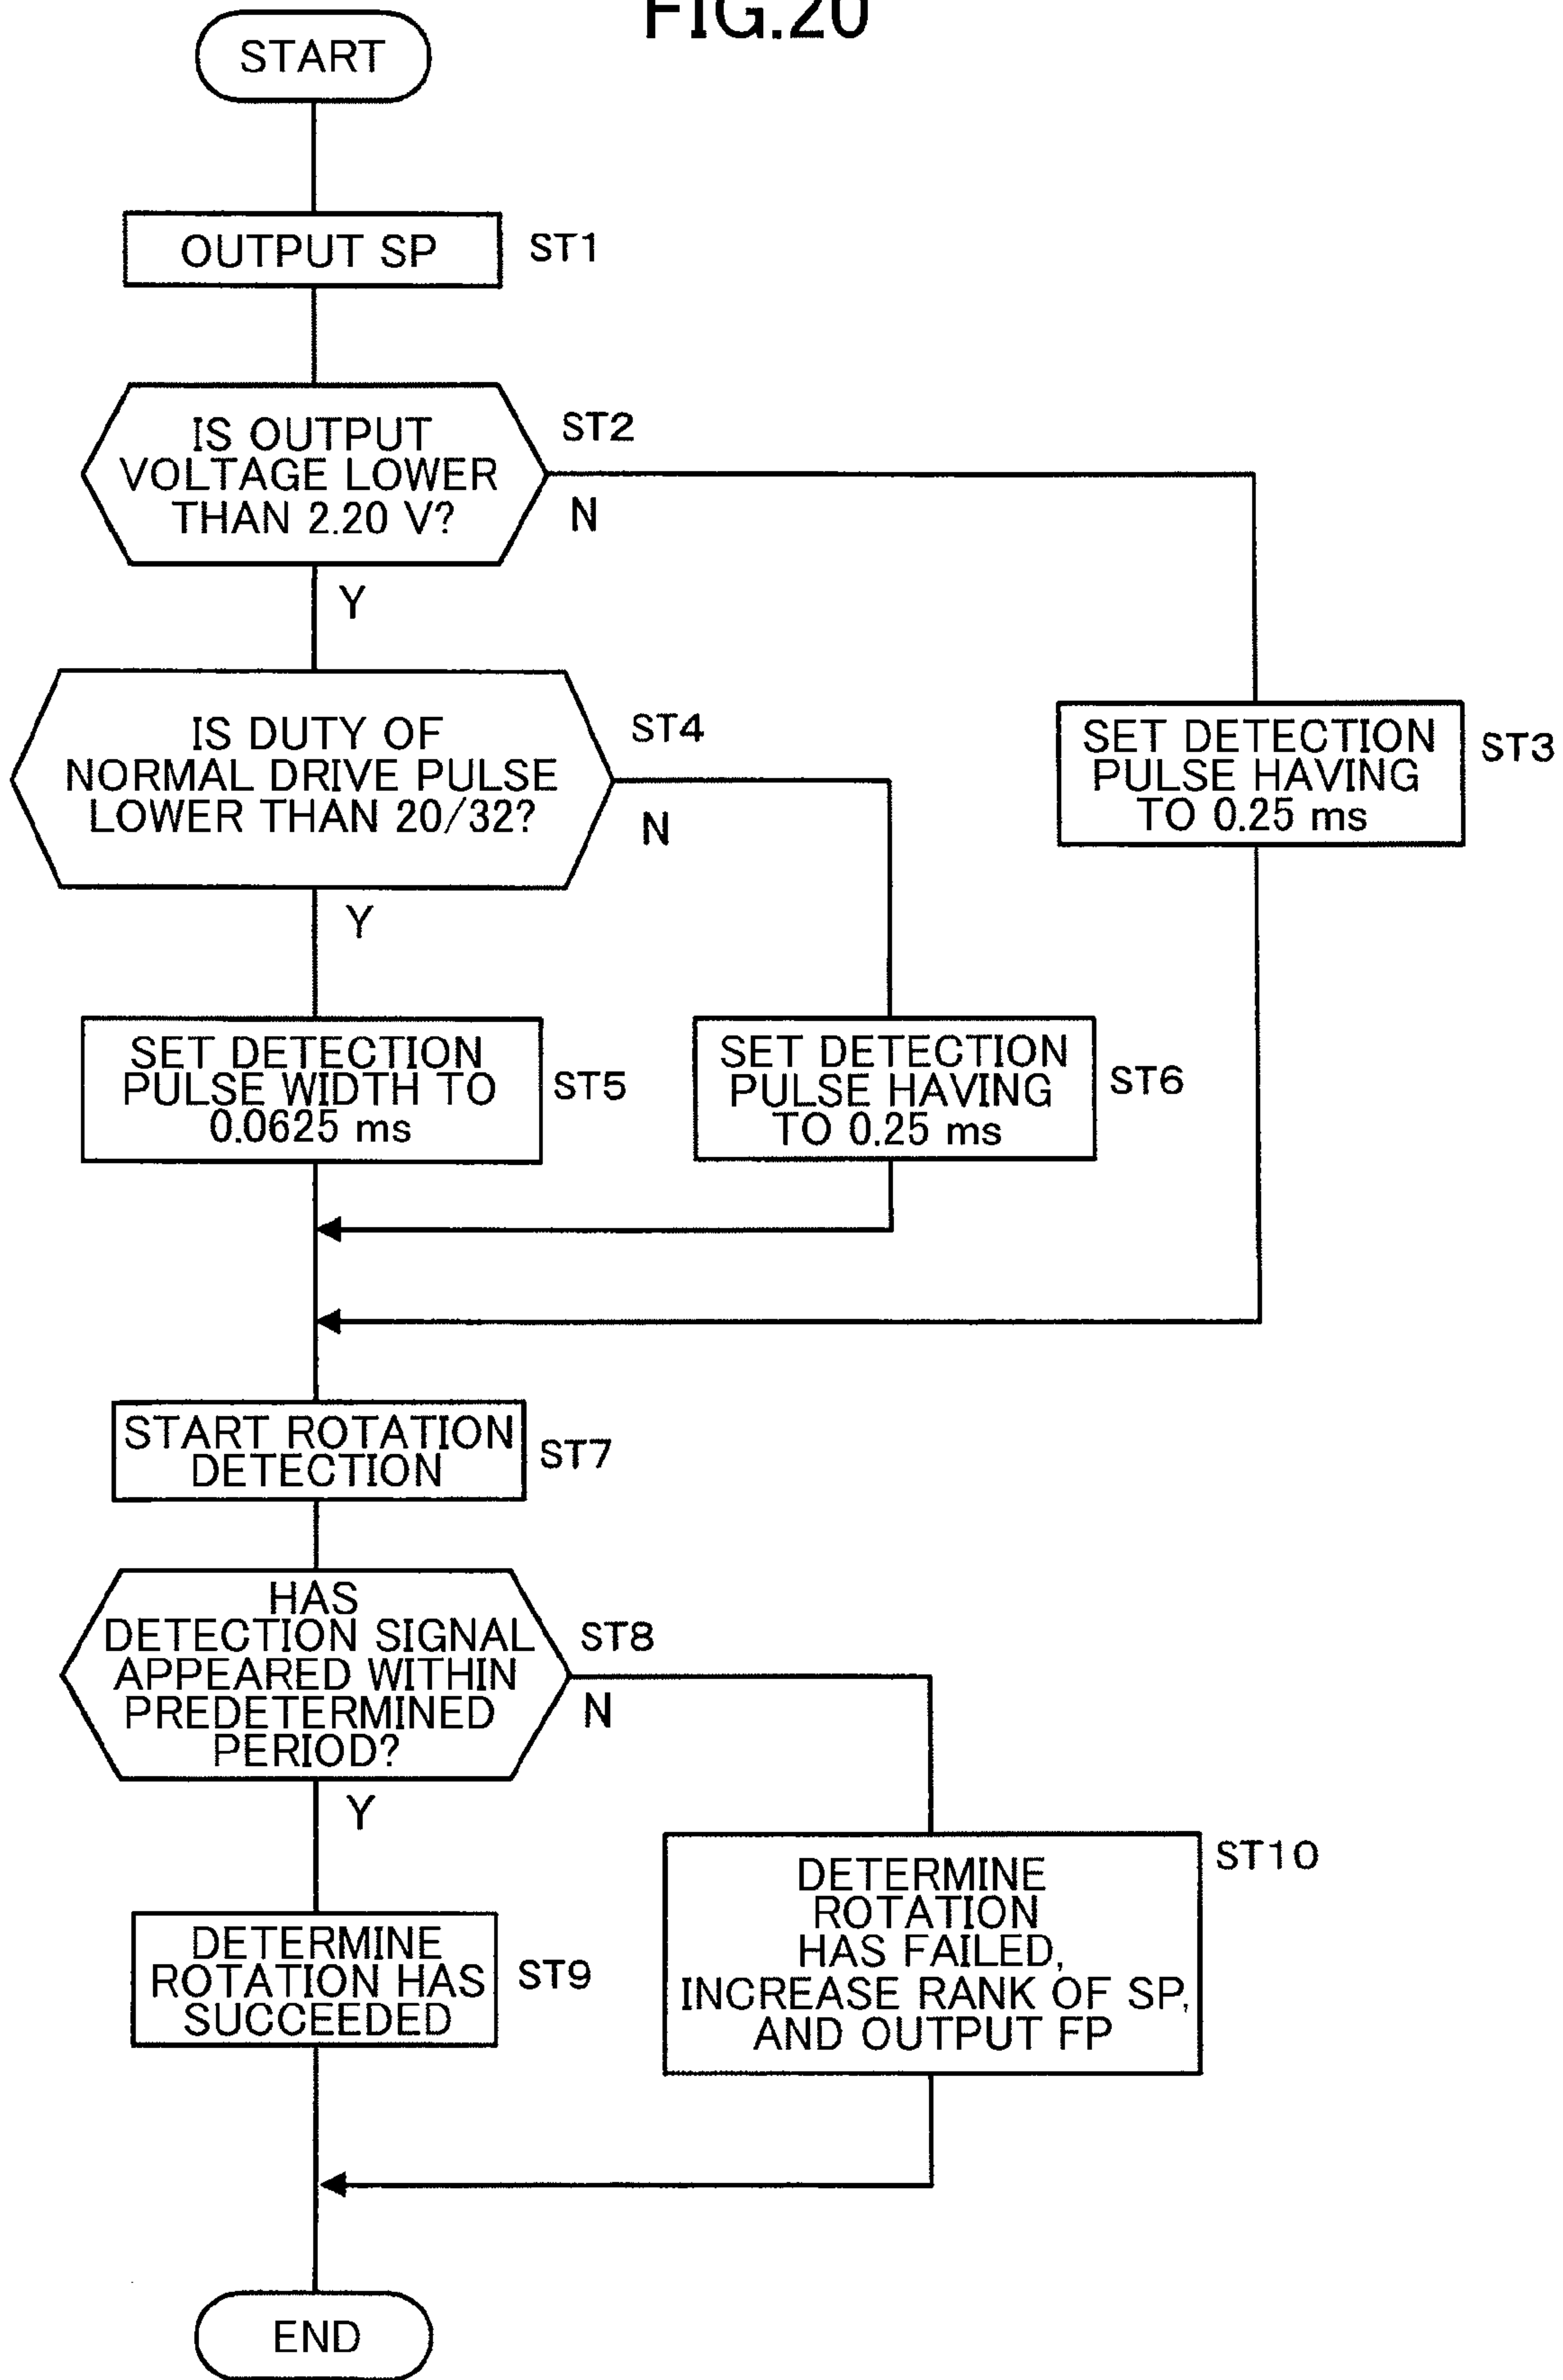 FIG.20
START
OUTPUT SP
ST1
IS OUTPUT
VOLTAGE LOWER
THAN 2.20 V?
ST2
N
Y
IS DUTY OF
NORMAL DRIVE PULSE
LOWER THAN 20/32?
ST4
N
Y
SET DETECTION
PULSE HAVING
TO 0.25 ms
ST3
SET DETECTION
PULSE WIDTH TO
0.0625 ms
ST5
SET DETECTION
PULSE HAVING
TO 0.25 ms
ST6
START ROTATION
DETECTION
ST7
HAS
DETECTION SIGNAL
APPEARED WITHIN
PREDETERMINED
PERIOD?
ST8
N
Y
DETERMINE
ROTATION HAS
SUCCEEDED
ST9
DETERMINE
ROTATION
HAS FAILED,
INCREASE RANK OF SP,
AND OUTPUT FP
ST10
END